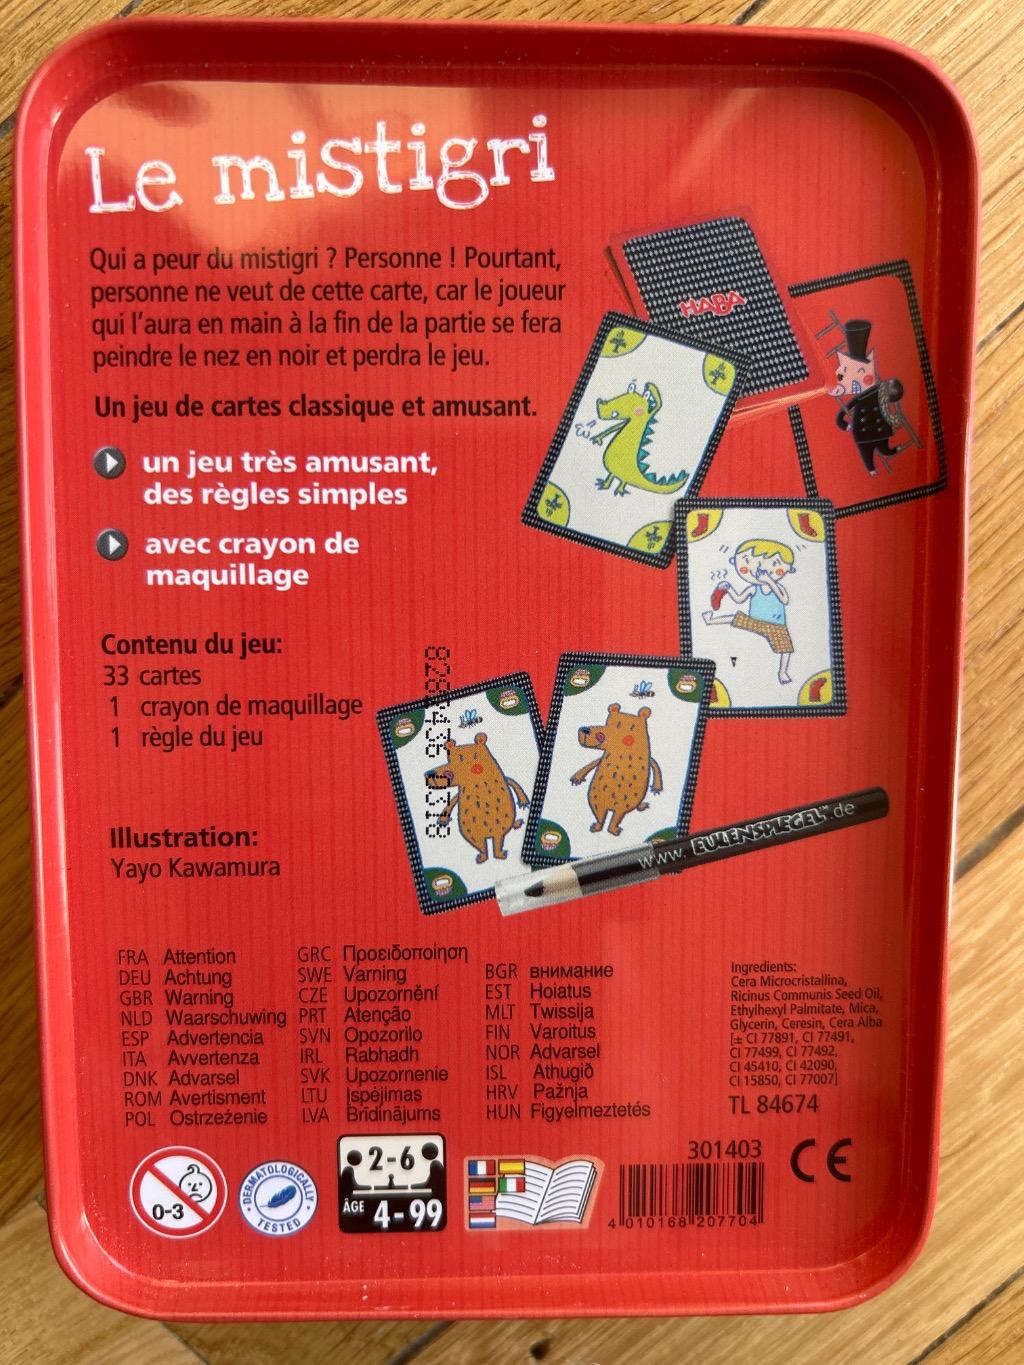 Le mistigri
Qui a peur du mistigri ? Personne ! Pourtant,
personne ne veut de cette carte, car le joueur
qui l'aura en main à la fin de la partie se fera
peindre le nez en noir et perdra le jeu.
Un jeu de cartes classique et amusant.
un jeu très amusant,
des règles simples
avec crayon de
maquillage
HABA
Contenu du jeu:
33 cartes
1 crayon de maquillage
1 règle du jeu
Illustration:
Yayo Kawamura
www. EULENSPIEGEL™.de
FRA Attention
DEU Achtung
GBR Warning
NLD Waarschuwing
ESP Advertencia
ITA Avvertenza
DNK Advarsel
ROM Avertisment
POL Ostrzeżenie
GRC Προειδοποίηση
SWE Varning
CZE Upozornění
PRT Atenção
SVN Opozorilo
IRL Rabhadh
SVK Upozornenie
LTU Įspėjimas
LVA Brīdinājums
BGR внимание
EST Hoiatus
MLT Twissija
FIN Varoitus
NOR Advarsel
ISL Athugið
HRV Pažnja
HUN Figyelmeztetés
Ingredients:
Cera Microcristallina,
Ricinus Communis Seed Oil,
Ethylhexyl Palmitate, Mica,
Glycerin, Ceresin, Cera Alba
[± CI 77891, CI 77491,
CI 77499, CI 77492,
CI 45410, CI 42090,
CI 15850, CI 77007]
TL 84674
0-3
DERMATOLOGICALLY
TESTED
2-6
ÂGE 4-99
301403
4 010168 207704
CE